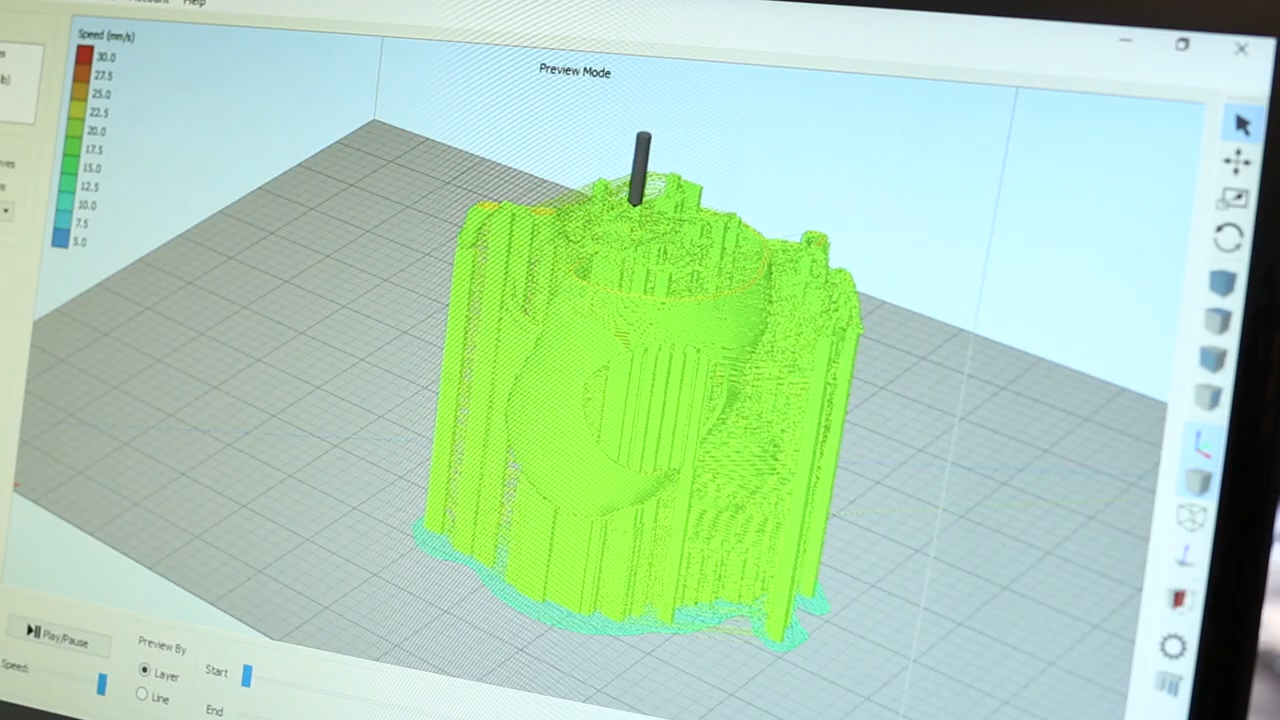 Account Help
Speed (mm/s)
30.0
27.5
25.0
22.5
20.0
17.5
15.0
12.5
10.0
7.5
5.0
Preview Mode
Play/Pause
Speed:
Preview By
Layer
Line
Start
End